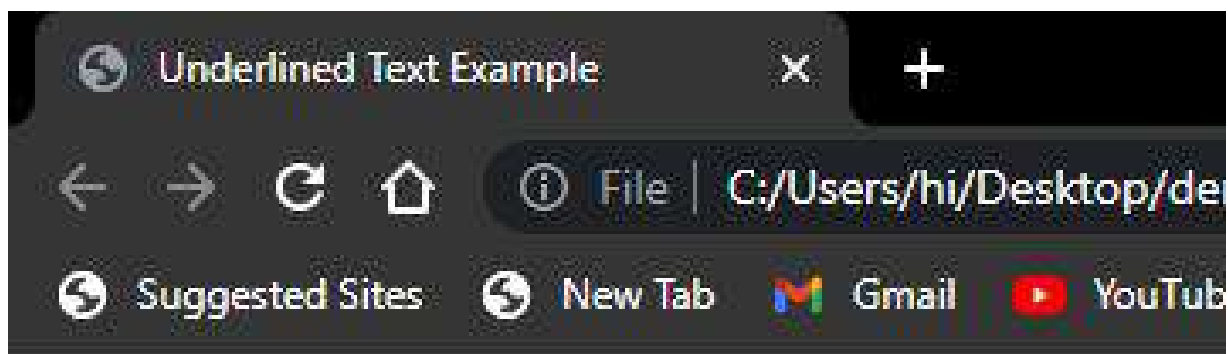 Underlined Text Example
File | C:/Users/hi/Desktop/de
Suggested Sites New Tab Gmail YouTub